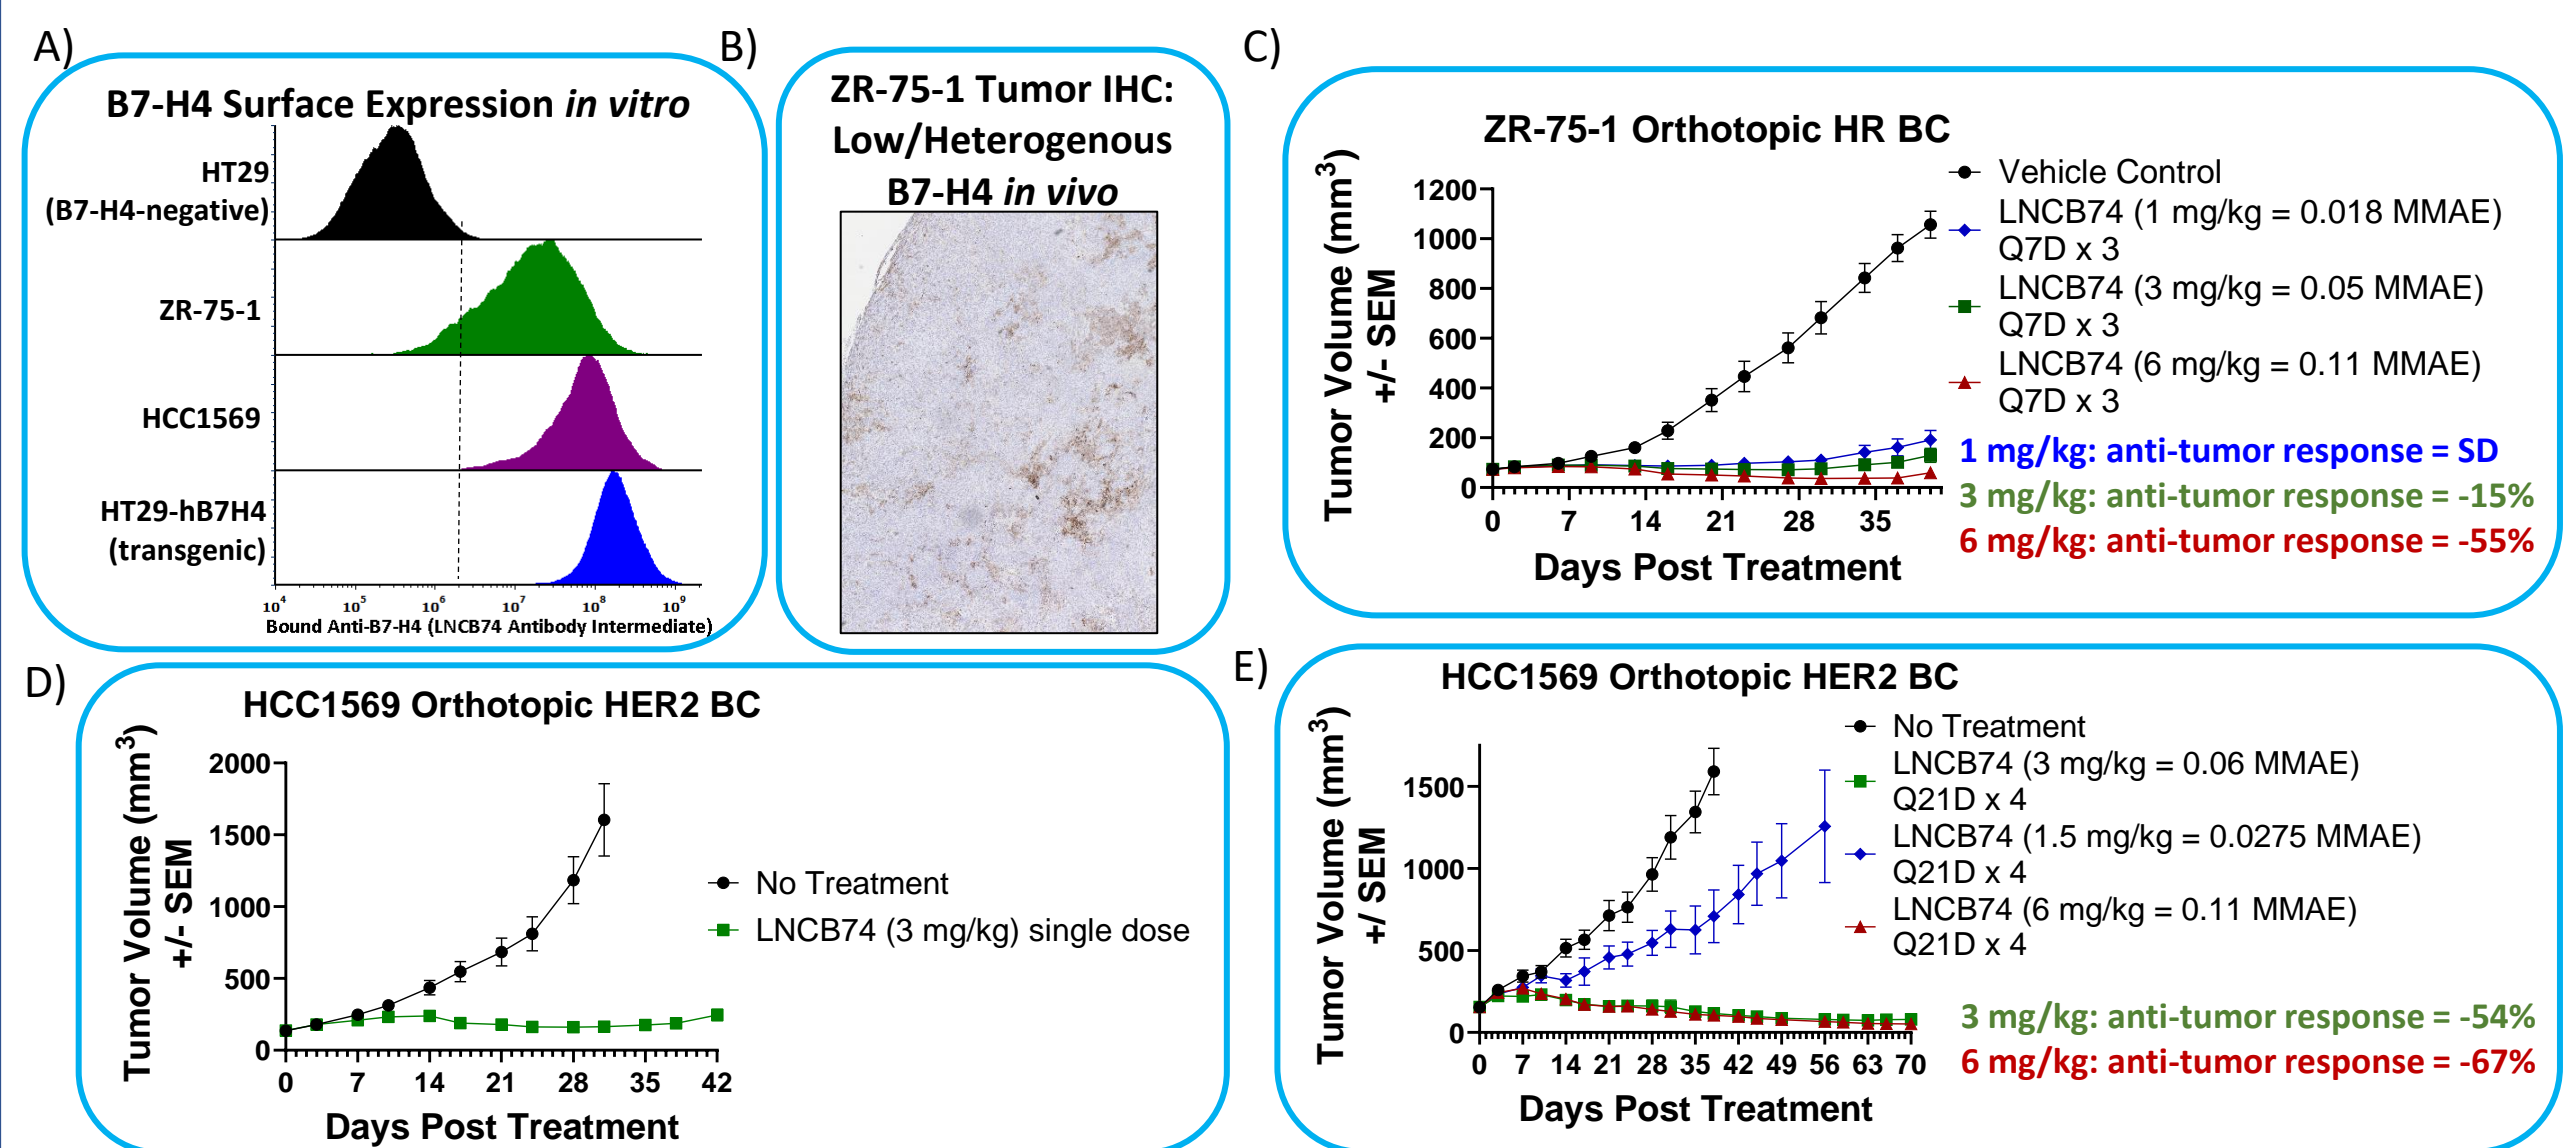 A)
B7-H4 Surface Expression in vitro
HT29
(B7-H4-negative)
ZR-75-1
HCC1569
HT29-hB7H4
(transgenic)
10^4 10^5 10^6 10^7 10^8 10^9
Bound Anti-B7-H4 (LNCB74 Antibody Intermediate)
B)
ZR-75-1 Tumor IHC:
Low/Heterogenous
B7-H4 in vivo
C)
ZR-75-1 Orthotopic HR BC
Tumor Volume (mm^3)
+/- SEM
1200
1000
800
600
400
200
0
0 7 14 21 28 35
Days Post Treatment
Vehicle Control
LNCB74 (1 mg/kg = 0.018 MMAE)
Q7D x 3
LNCB74 (3 mg/kg = 0.05 MMAE)
Q7D x 3
LNCB74 (6 mg/kg = 0.11 MMAE)
Q7D x 3
1 mg/kg: anti-tumor response = SD
3 mg/kg: anti-tumor response = -15%
6 mg/kg: anti-tumor response = -55%
D)
HCC1569 Orthotopic HER2 BC
Tumor Volume (mm^3)
+/- SEM
2000
1500
1000
500
0
0 7 14 21 28 35 42
Days Post Treatment
No Treatment
LNCB74 (3 mg/kg) single dose
E)
HCC1569 Orthotopic HER2 BC
Tumor Volume (mm^3)
+/ SEM
1500
1000
500
0
0 7 14 21 28 35 42 49 56 63 70
Days Post Treatment
No Treatment
LNCB74 (3 mg/kg = 0.06 MMAE)
Q21D x 4
LNCB74 (1.5 mg/kg = 0.0275 MMAE)
Q21D x 4
LNCB74 (6 mg/kg = 0.11 MMAE)
Q21D x 4
3 mg/kg: anti-tumor response = -54%
6 mg/kg: anti-tumor response = -67%